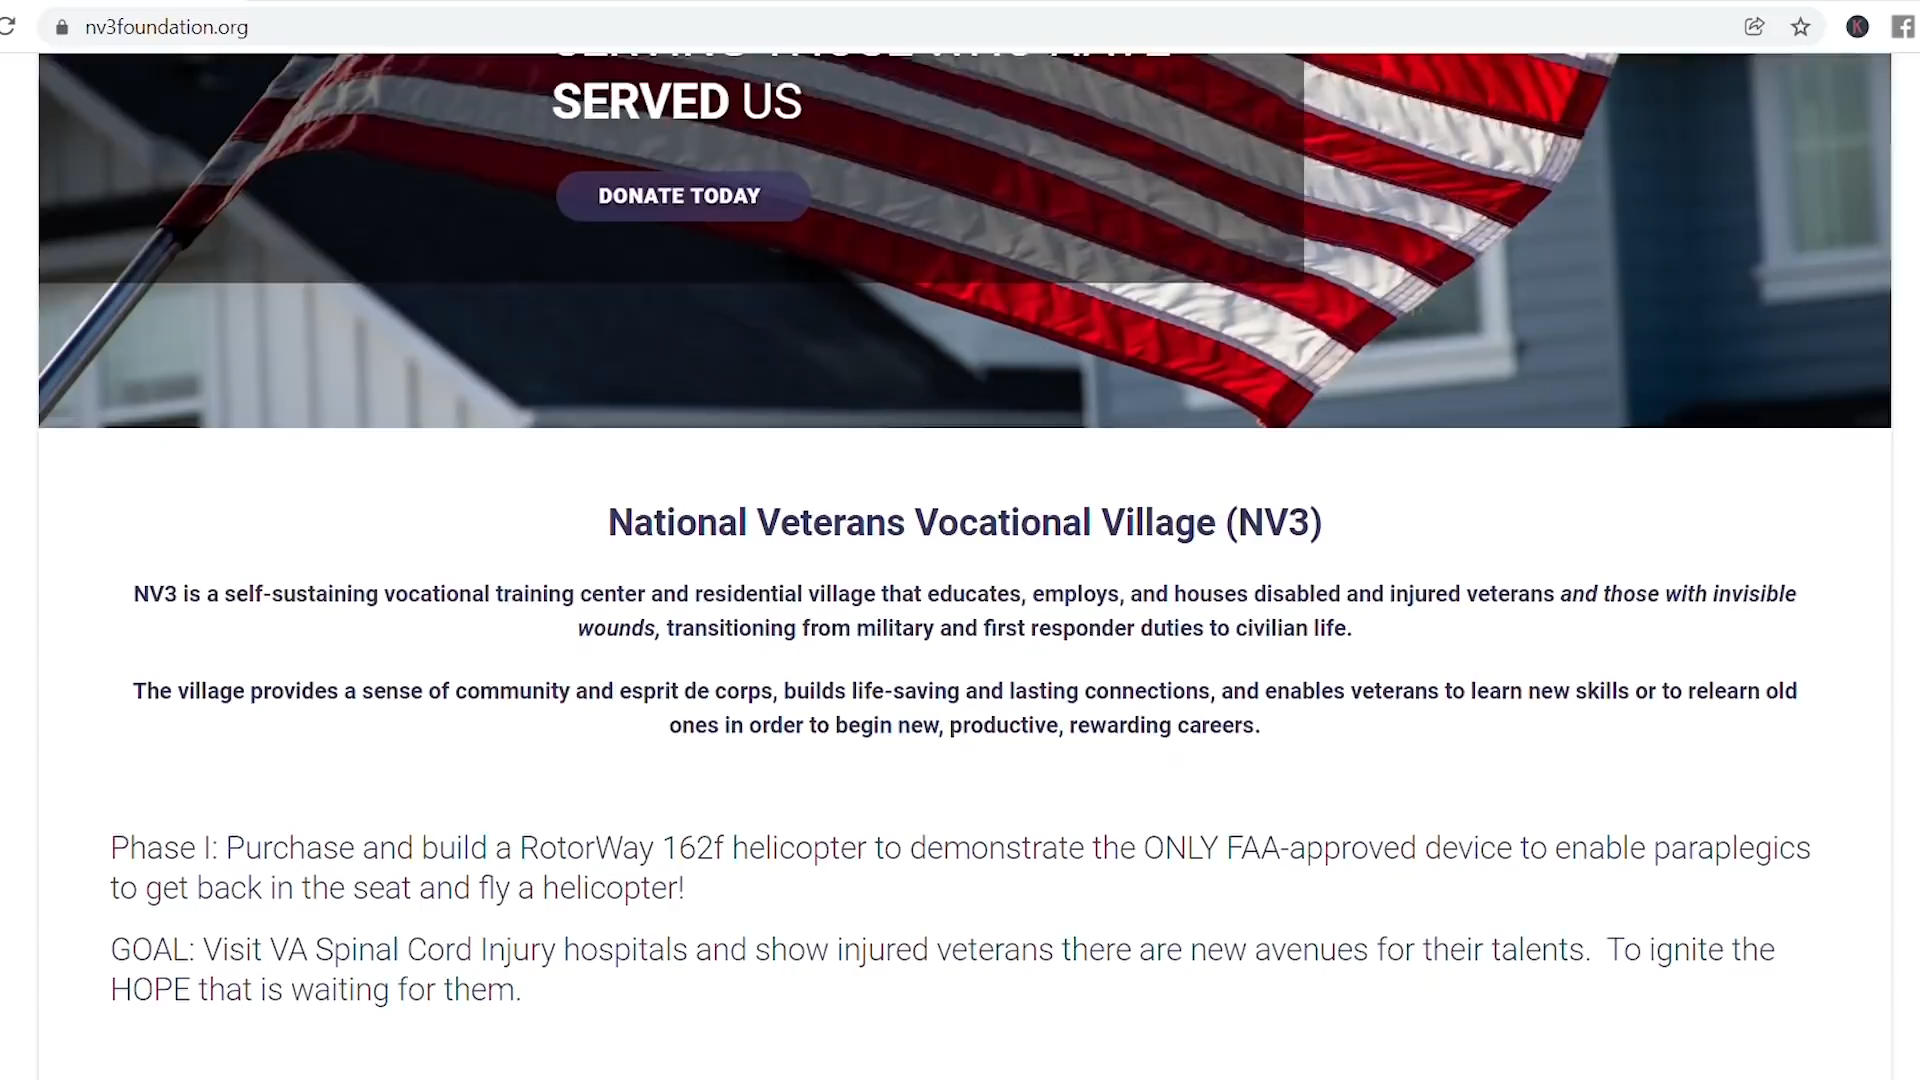 nv3foundation.org
SERVING THOSE WHO HAVE
SERVED US
DONATE TODAY
National Veterans Vocational Village (NV3)
NV3 is a self-sustaining vocational training center and residential village that educates, employs, and houses disabled and injured veterans and those with invisible
wounds, transitioning from military and first responder duties to civilian life.
The village provides a sense of community and esprit de corps, builds life-saving and lasting connections, and enables veterans to learn new skills or to relearn old
ones in order to begin new, productive, rewarding careers.
Phase I: Purchase and build a RotorWay 162f helicopter to demonstrate the ONLY FAA-approved device to enable paraplegics
to get back in the seat and fly a helicopter!
GOAL: Visit VA Spinal Cord Injury hospitals and show injured veterans there are new avenues for their talents.  To ignite the
HOPE that is waiting for them.